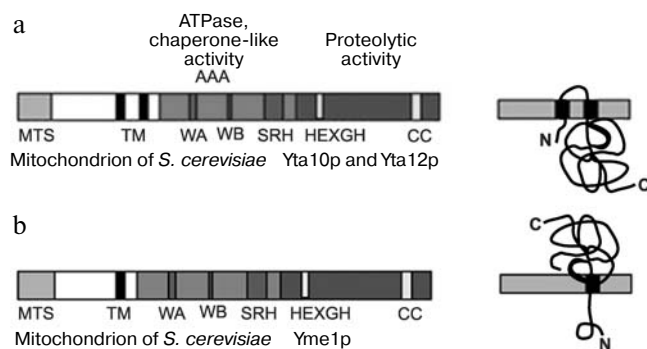 a
ATPase,
chaperone-like
activity
Proteolytic
activity
AAA
MTS TM WA WB SRH HEXGH CC
Mitochondrion of S. cerevisiae Yta10p and Yta12p
N
C
b
MTS TM WA WB SRH HEXGH CC
Mitochondrion of S. cerevisiae Yme1p
C
N